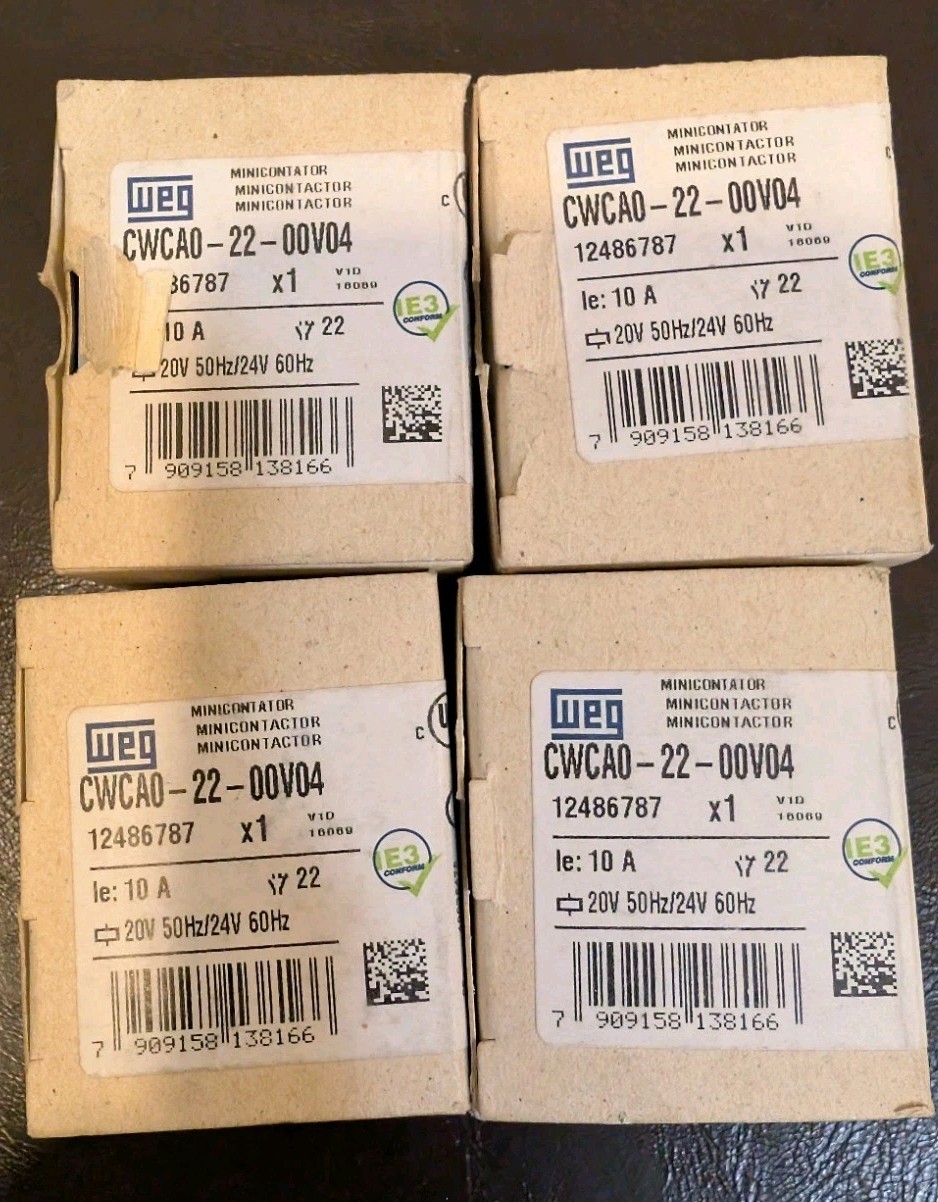 weg
MINICONTATOR
MINICONTACTOR
MINICONTACTOR
C
CWCA0-22-00V04
86787 x1 V1D
16069
10 A 22
IE3
CONFORM
20V 50Hz/24V 60Hz
7 909158 138166
weg
MINICONTATOR
MINICONTACTOR
MINICONTACTOR
C
CWCA0-22-00V04
12486787 x1 V1D
16069
Ie: 10 A 22
IE3
CONFORM
20V 50Hz/24V 60Hz
7 909158 138166
weg
MINICONTATOR
MINICONTACTOR
MINICONTACTOR
C U
CWCA0-22-00V04
12486787 x1 V1D
16069
Ie: 10 A 22
IE3
CONFORM
20V 50Hz/24V 60Hz
7 909158 138166
weg
MINICONTATOR
MINICONTACTOR
MINICONTACTOR
C
CWCA0-22-00V04
12486787 x1 V1D
16069
Ie: 10 A 22
IE3
CONFORM
20V 50Hz/24V 60Hz
7 909158 138166